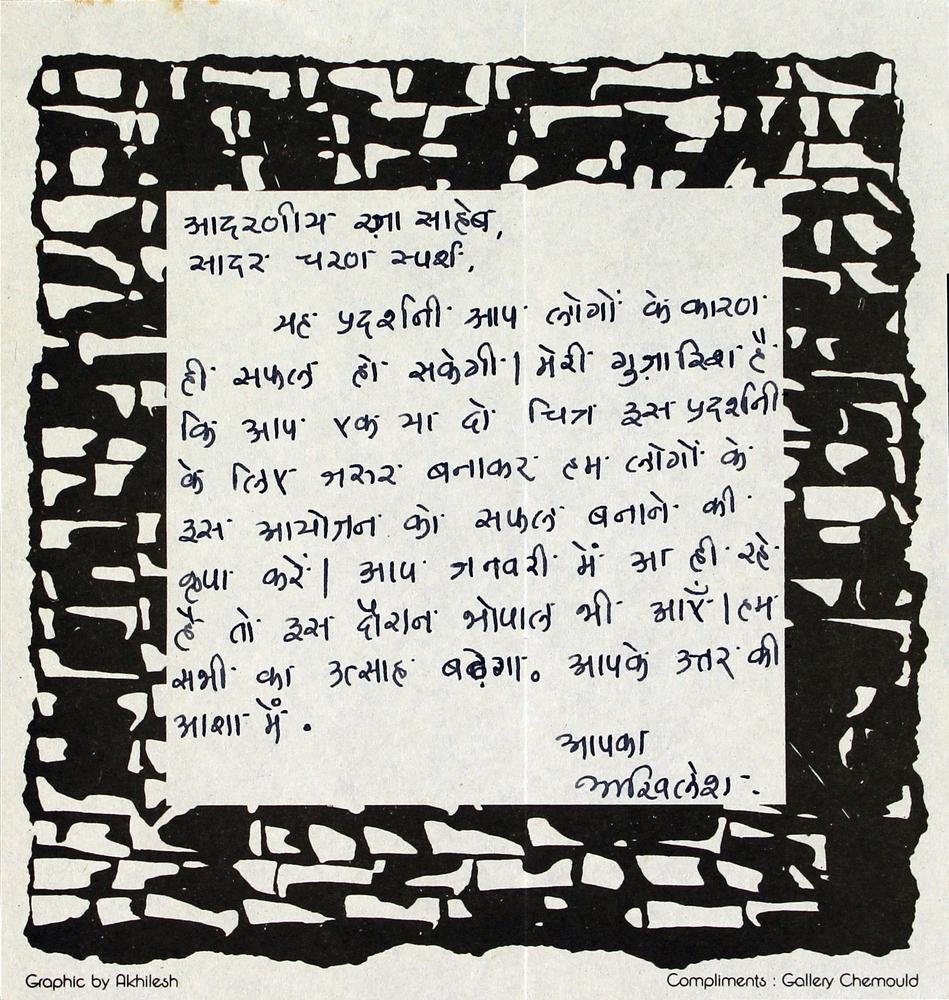 आदरणीय रज़ा साहेब,
सादर चरण स्पर्श,
यह प्रदर्शनी आप लोगों के कारण
ही सफल हो सकेगी। मेरी गुज़ारिश है
कि आप एक या दो चित्र इस प्रदर्शनी
के लिए जरुर बनाकर हम लोगों के
इस आयोजन को सफल बनाने की
कृपा करें। आप जनवरी में आ ही रहे
है तो इस दौरान भोपाल भी आएँ। हम
सभी का उत्साह बढ़ेगा。 आपके उत्तर की
आशा में.
आपका
अखिलेश.
Graphic by Akhilesh
Compliments : Gallery Chemould